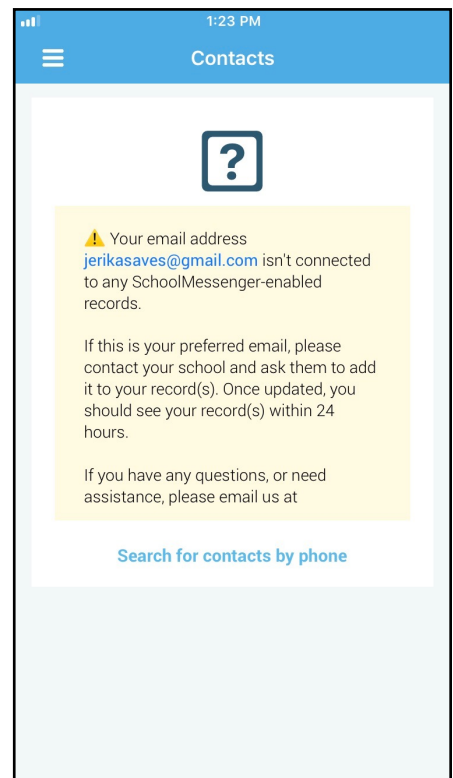 1:23 PM
Contacts
?
Your email address
jerikasaves@gmail.com isn't connected
to any SchoolMessenger-enabled
records.
If this is your preferred email, please
contact your school and ask them to add
it to your record(s). Once updated, you
should see your record(s) within 24
hours.
If you have any questions, or need
assistance, please email us at
Search for contacts by phone